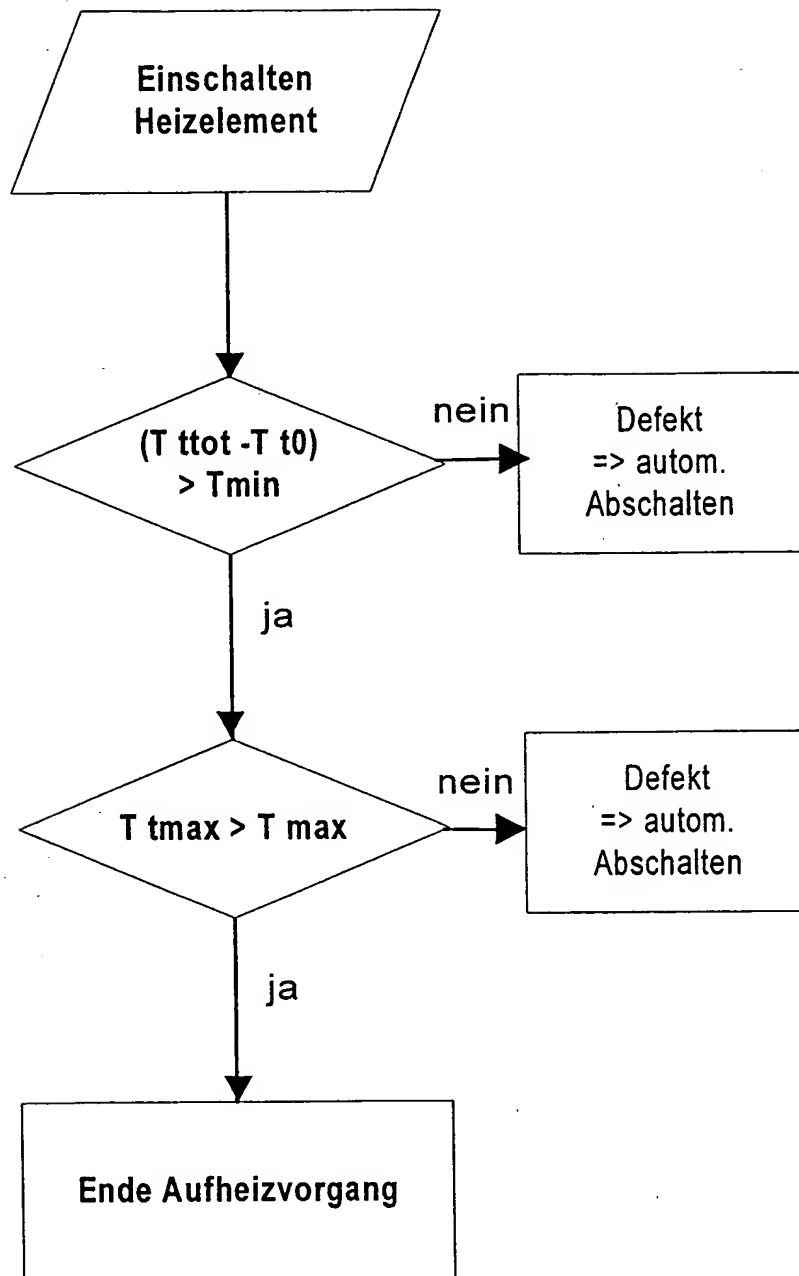 Einschalten
Heizelement
(T ttot -T t0)
> Tmin
nein
Defekt
=> autom.
Abschalten
ja
T tmax > T max
nein
Defekt
=> autom.
Abschalten
ja
Ende Aufheizvorgang